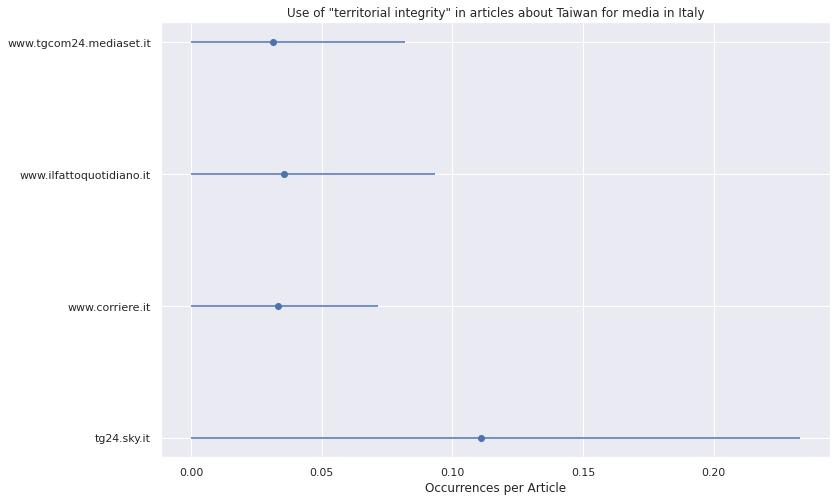 Use of "territorial integrity" in articles about Taiwan for media in Italy
www.tgcom24.mediaset.it
www.ilfattoquotidiano.it
www.corriere.it
tg24.sky.it
0.00 0.05 0.10 0.15 0.20
Occurrences per Article